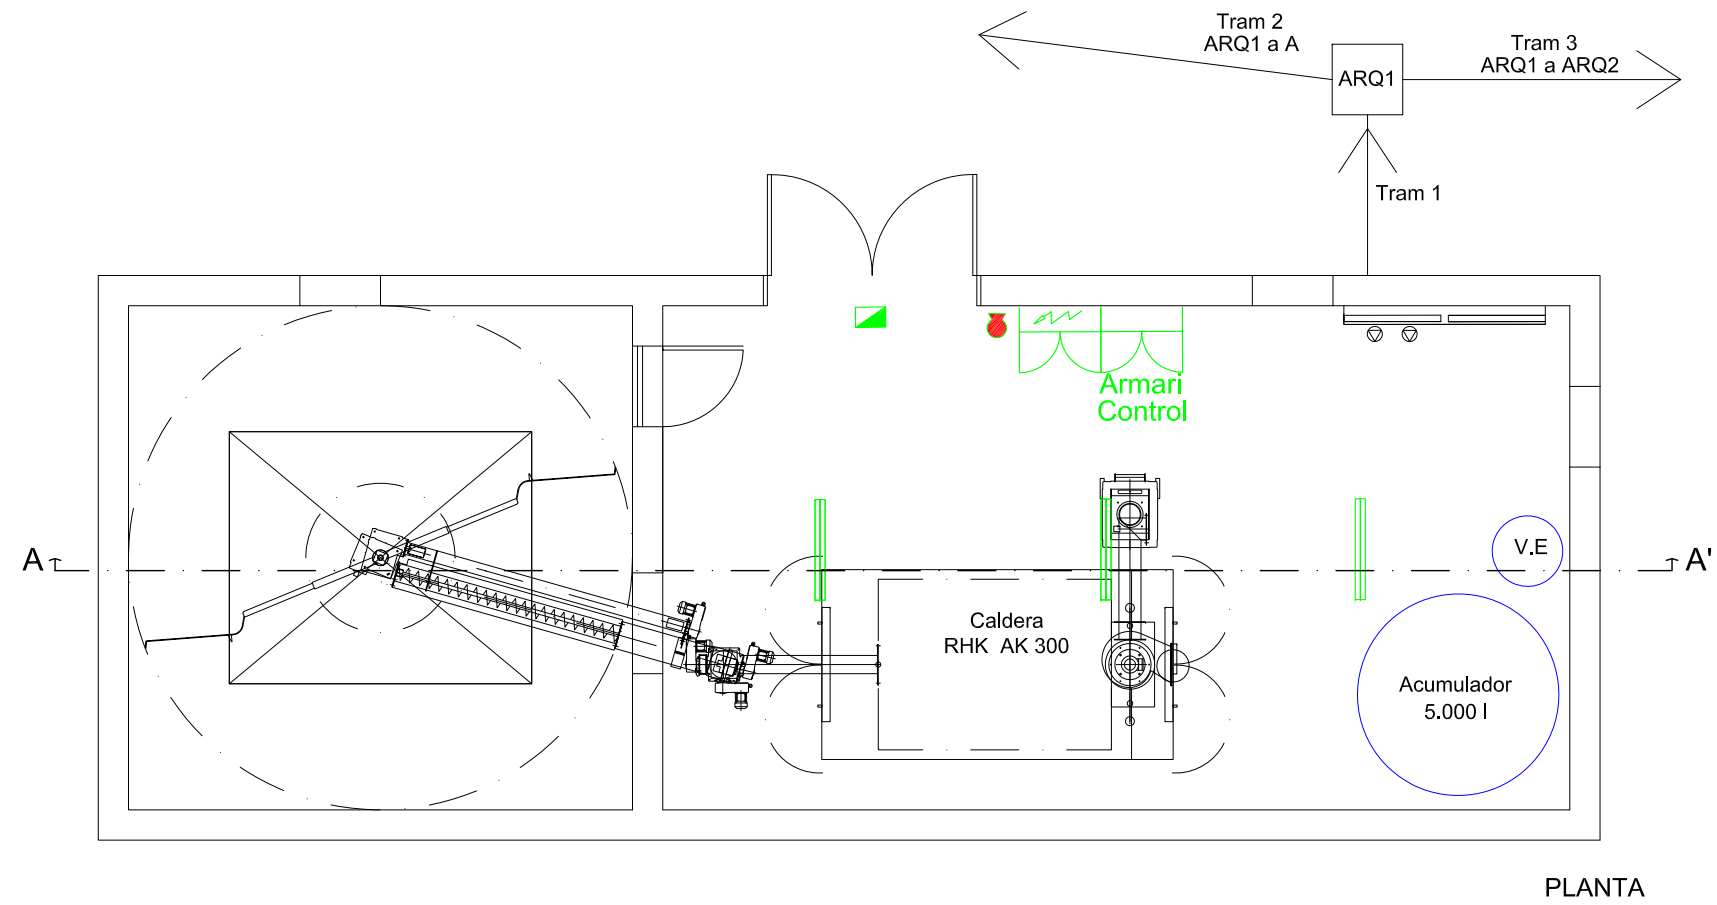 Tram 2
ARQ1 a A
Tram 3
ARQ1 a ARQ2
ARQ1
Tram 1
Armari
Control
A
A'
V.E
Caldera
RHK AK 300
Acumulador
5.000 l
PLANTA